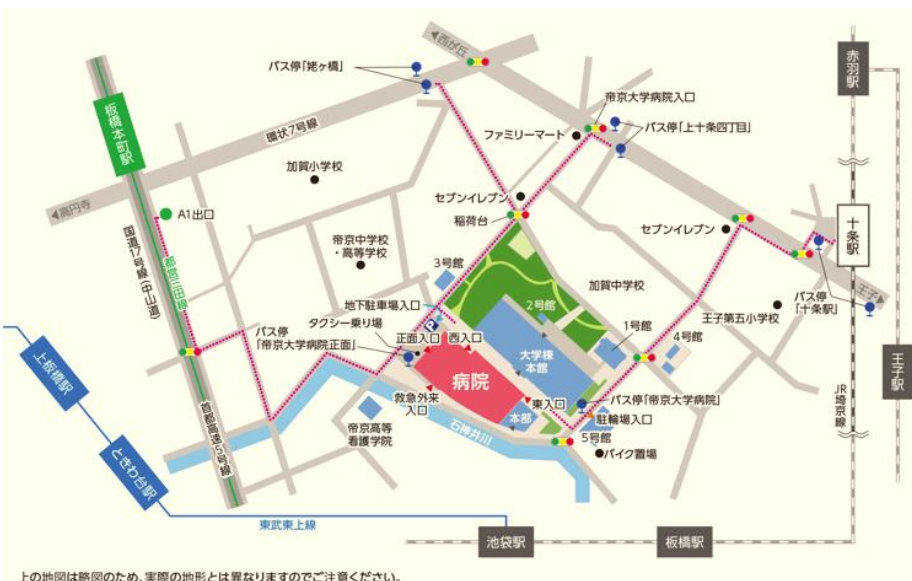 西が丘
赤羽駅
バス停「姥ヶ橋」
帝京大学病院入口
バス停「上十条四丁目」
ファミリーマート
環状7号線
板橋本町駅
加賀小学校
高円寺
A1出口
セブンイレブン
稲荷台
セブンイレブン
十条駅
帝京中学校
・高等学校
国道17号線(中山道)
都営三田線
3号館
加賀中学校
地下駐車場入口
2号館
バス停
「十条駅」
王子
王子第五小学校
タクシー乗り場
バス停
「帝京大学病院正面」
P
正面入口
西入口
1号館
4号館
大学棟
本館
病院
上板橋駅
救急外来
入口
東入口
バス停「帝京大学病院」
駐輪場入口
本部
JR埼京線
王子駅
帝京高等
看護学院
石神井川
5号館
バイク置場
首都高速5号線
ときわ台駅
東武東上線
池袋駅
板橋駅
上の地図は略図のため、実際の地形とは異なりますのでご注意ください。